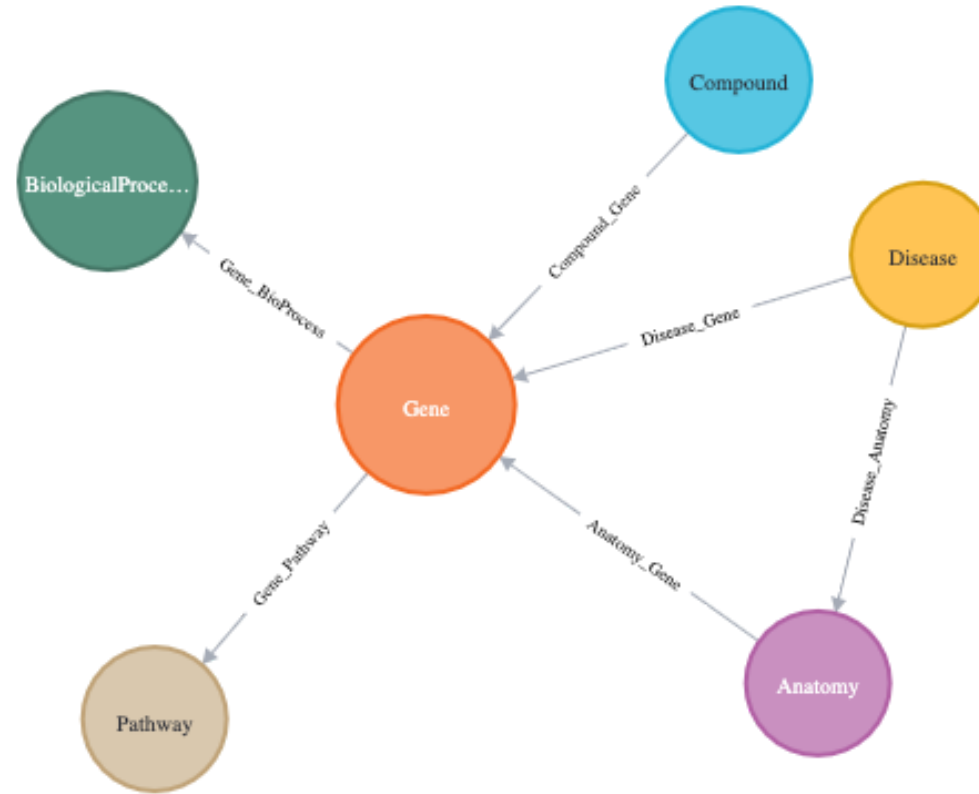 Compound
BiologicalProce...
Compound_Gene
Disease
Gene_BioProcess
Disease_Gene
Gene
Disease_Anatomy
Anatomy_Gene
Gene_Pathway
Anatomy
Pathway